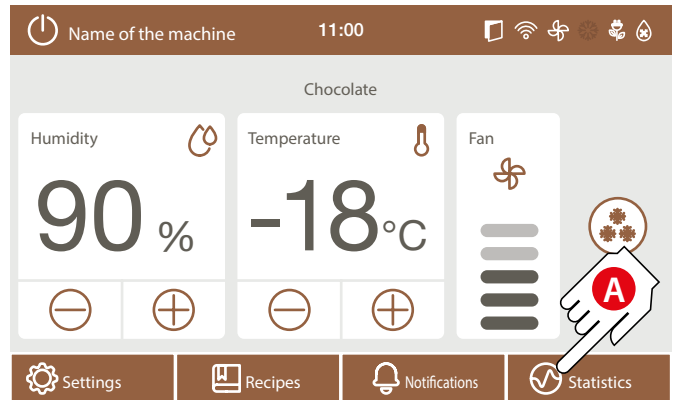 Name of the machine 11:00
Chocolate
Humidity Temperature Fan
90 % -18°C
A
Settings Recipes Notifications Statistics